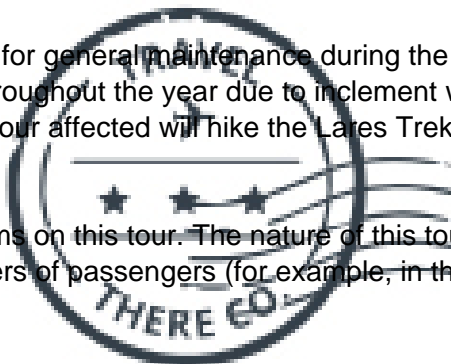 TRAVEL
for general maintenance during the
roughout the year due to inclement
our affected will hike the Lares Trek
ms on this tour. The nature of this tou
ers of passengers (for example, in th
THERE CO.